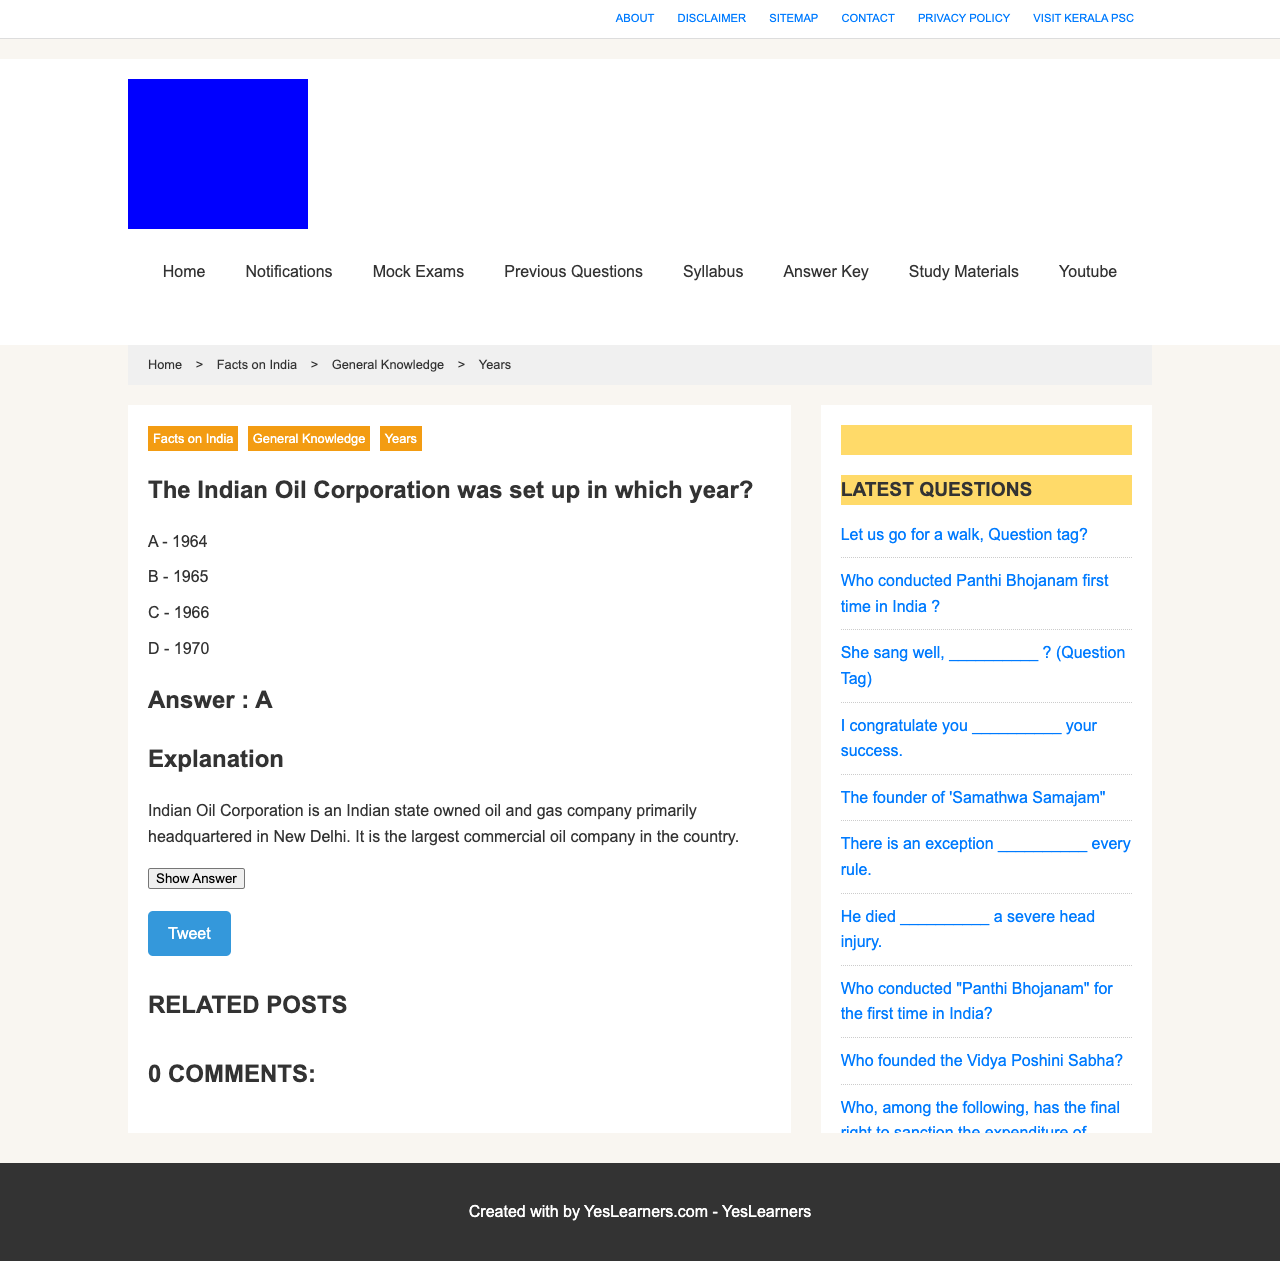 ABOUT DISCLAIMER SITEMAP CONTACT PRIVACY POLICY VISIT KERALA PSC
Home Notifications Mock Exams Previous Questions Syllabus Answer Key Study Materials Youtube
Home > Facts on India > General Knowledge > Years
Facts on India General Knowledge Years
The Indian Oil Corporation was set up in which year?
A - 1964
B - 1965
C - 1966
D - 1970
Answer : A
Explanation
Indian Oil Corporation is an Indian state owned oil and gas company primarily
headquartered in New Delhi. It is the largest commercial oil company in the country.
Show Answer
Tweet
RELATED POSTS
0 COMMENTS:
LATEST QUESTIONS
Let us go for a walk, Question tag?
Who conducted Panthi Bhojanam first
time in India ?
She sang well, __________ ? (Question
Tag)
I congratulate you __________ your
success.
The founder of 'Samathwa Samajam"
There is an exception __________ every
rule.
He died __________ a severe head
injury.
Who conducted "Panthi Bhojanam" for
the first time in India?
Who founded the Vidya Poshini Sabha?
Who, among the following, has the final
right to sanction the expenditure of
Created with by YesLearners.com - YesLearners